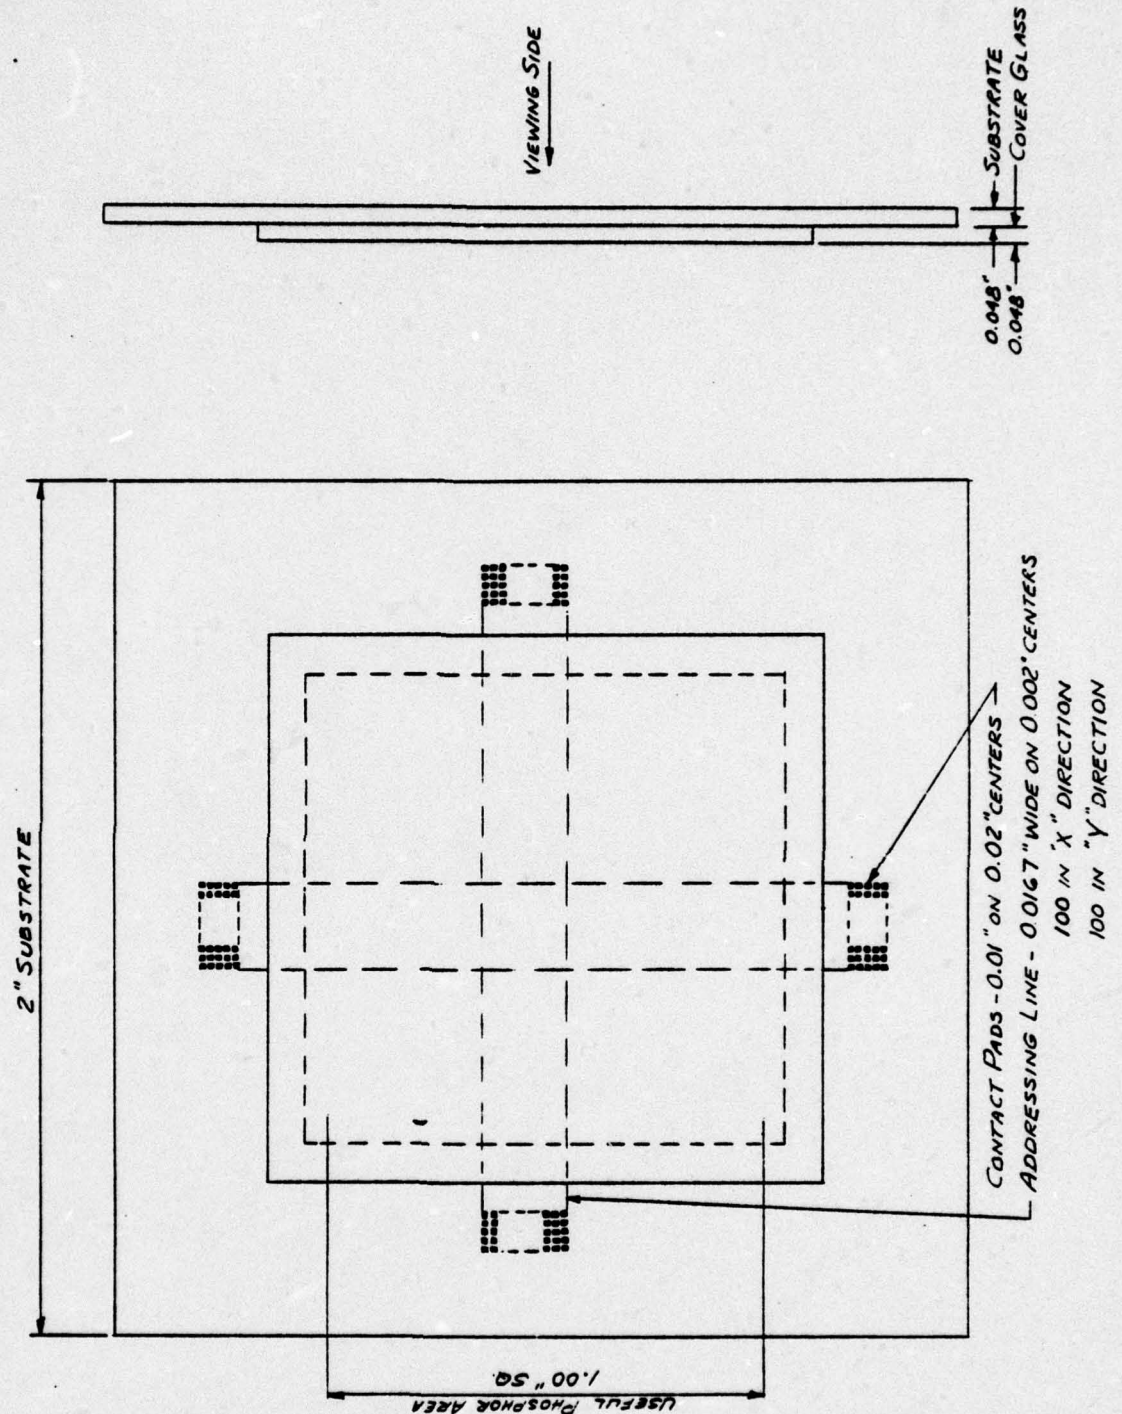 2" SUBSTRATE
USEFUL PHOSPHOR AREA
1.00" SQ.
CONTACT PADS - 0.01" ON 0.02" CENTERS
ADDRESSING LINE - 0.0167" WIDE ON 0.002" CENTERS
100 IN "X" DIRECTION
100 IN "Y" DIRECTION
VIEWING SIDE
0.048"
SUBSTRATE
0.048"
COVER GLASS